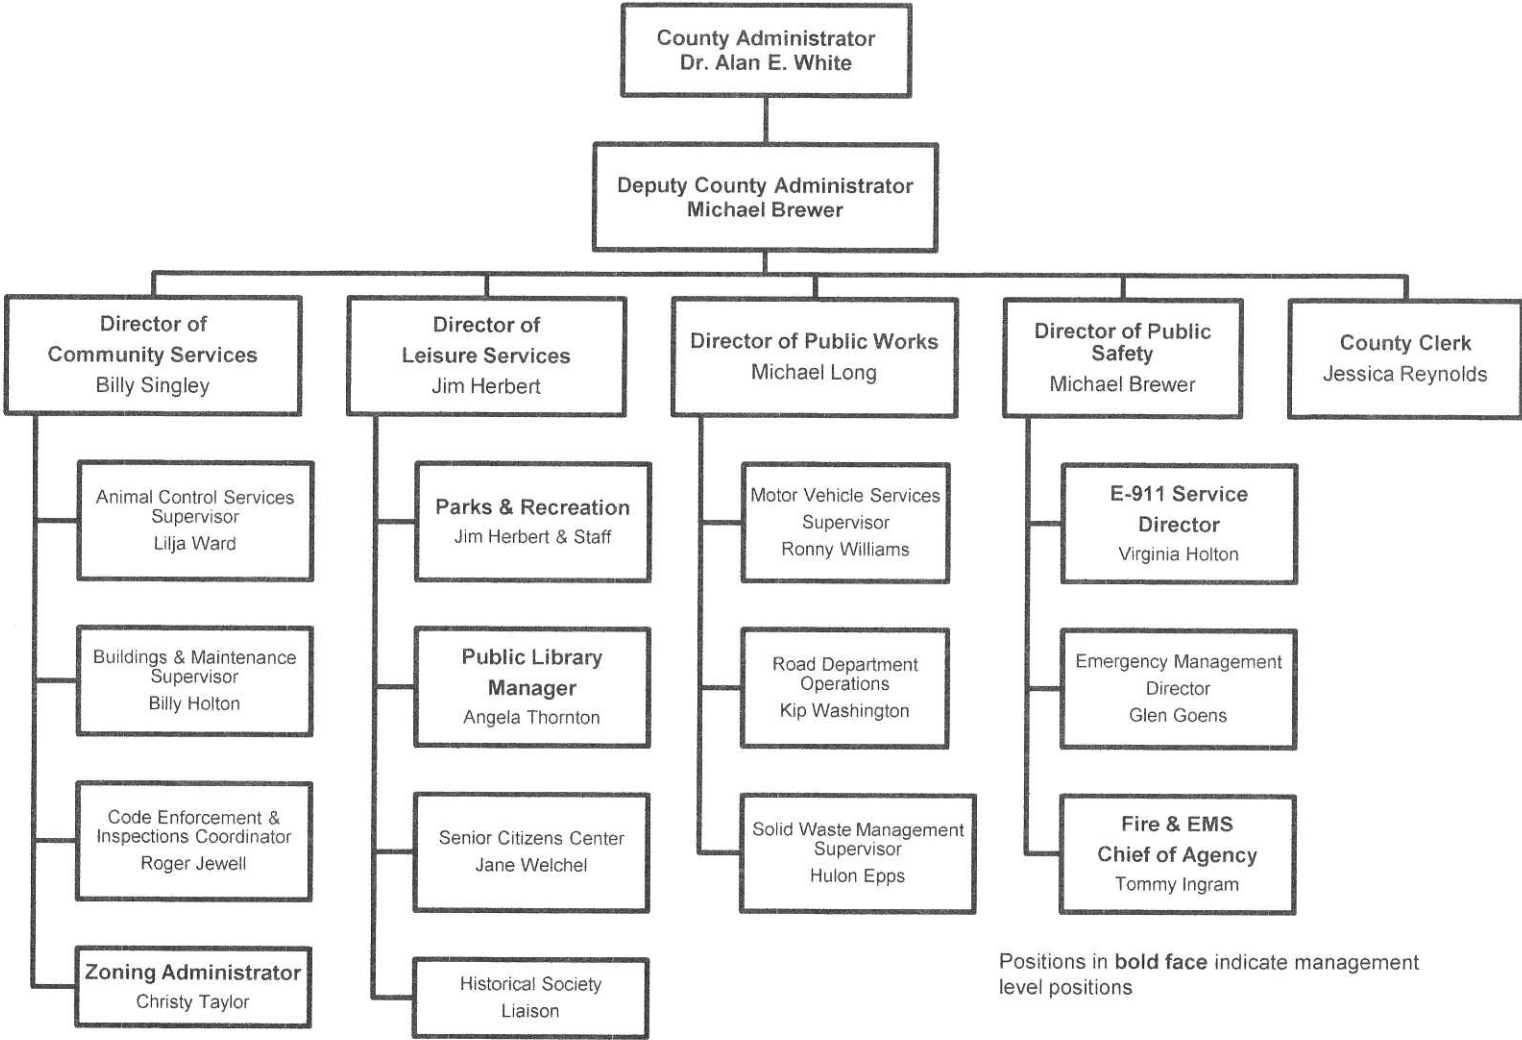 County Administrator
Dr. Alan E. White
Deputy County Administrator
Michael Brewer
Director of
Community Services
Billy Singley
Director of
Leisure Services
Jim Herbert
Director of Public Works
Michael Long
Director of Public
Safety
Michael Brewer
County Clerk
Jessica Reynolds
Animal Control Services
Supervisor
Lilja Ward
Buildings & Maintenance
Supervisor
Billy Holton
Code Enforcement &
Inspections Coordinator
Roger Jewell
Zoning Administrator
Christy Taylor
Parks & Recreation
Jim Herbert & Staff
Public Library
Manager
Angela Thornton
Senior Citizens Center
Jane Welchel
Historical Society
Liaison
Motor Vehicle Services
Supervisor
Ronny Williams
Road Department
Operations
Kip Washington
Solid Waste Management
Supervisor
Hulon Epps
E-911 Service
Director
Virginia Holton
Emergency Management
Director
Glen Goens
Fire & EMS
Chief of Agency
Tommy Ingram
Positions in bold face indicate management
level positions